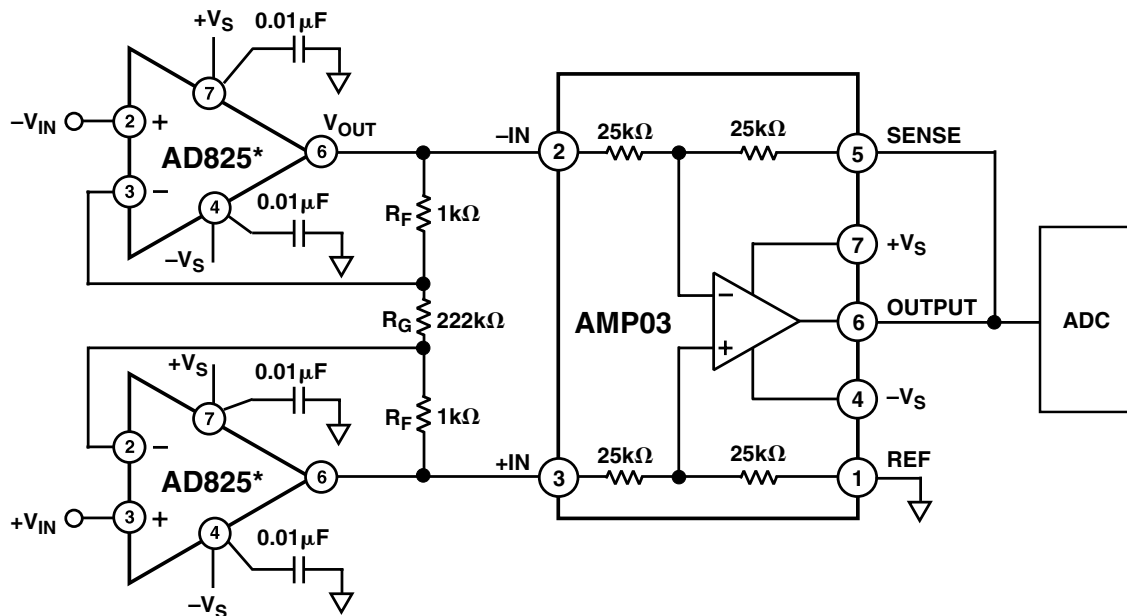 +VS
0.01µF
7
–VIN
2
+
VOUT
AD825*
6
3
–
4
0.01µF
–VS
RF
1kΩ
RG
222kΩ
+VS
0.01µF
7
2
–
RF
1kΩ
AD825*
6
+VIN
3
+
4
0.01µF
–VS
–IN
2
25kΩ
25kΩ
5
SENSE
7
+VS
AMP03
–
+
6
OUTPUT
4
–VS
+IN
3
25kΩ
25kΩ
1
REF
ADC